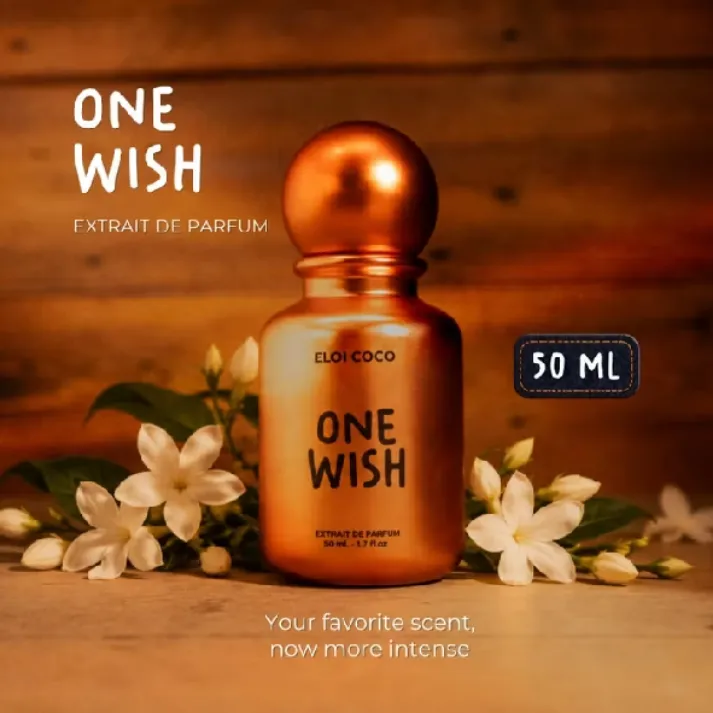 ONE
WISH
EXTRAIT DE PARFUM
ELOI COCO
ONE
WISH
EXTRAIT DE PARFUM
50 ml. - 1.7 fl.oz
50 ML
Your favorite scent,
now more intense